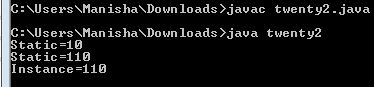 C:\Users\Manisha\Downloads>javac twenty2.java
C:\Users\Manisha\Downloads>java twenty2
Static=10
Static=110
Instance=110